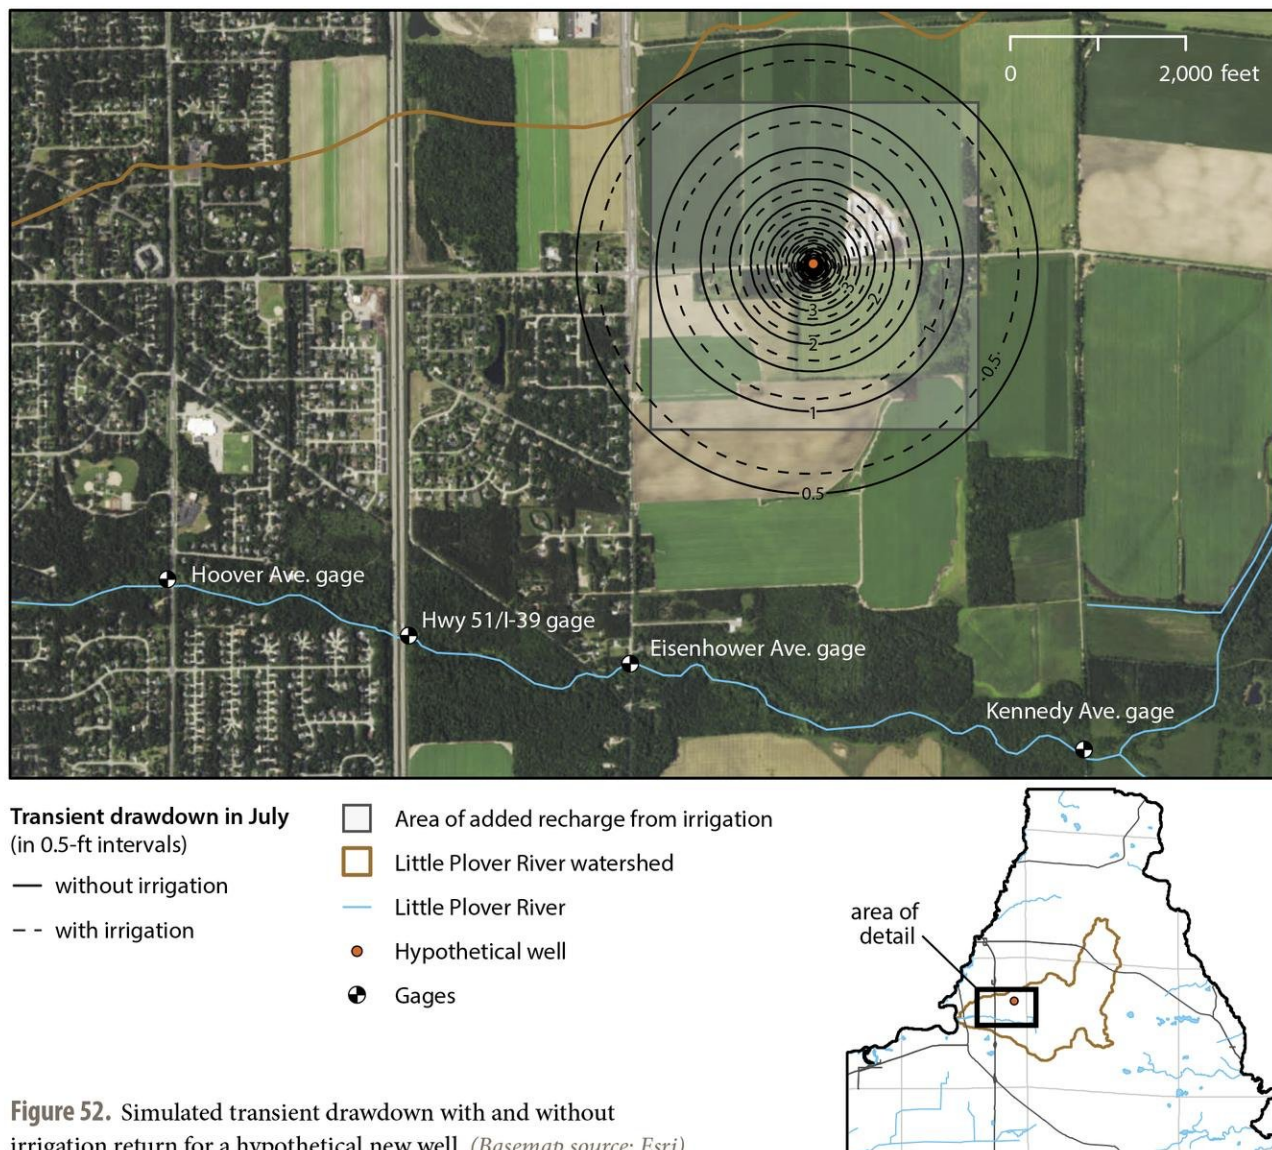 0
2,000 feet
3
2
3
2
1
1
0.5
0.5
Hoover Ave. gage
Hwy 51/I-39 gage
Eisenhower Ave. gage
Kennedy Ave. gage
Transient drawdown in July
(in 0.5-ft intervals)
without irrigation
with irrigation
Area of added recharge from irrigation
Little Plover River watershed
Little Plover River
Hypothetical well
Gages
area of
detail
Figure 52. Simulated transient drawdown with and without
irrigation return for a hypothetical new well. (Basemap source: Esri)